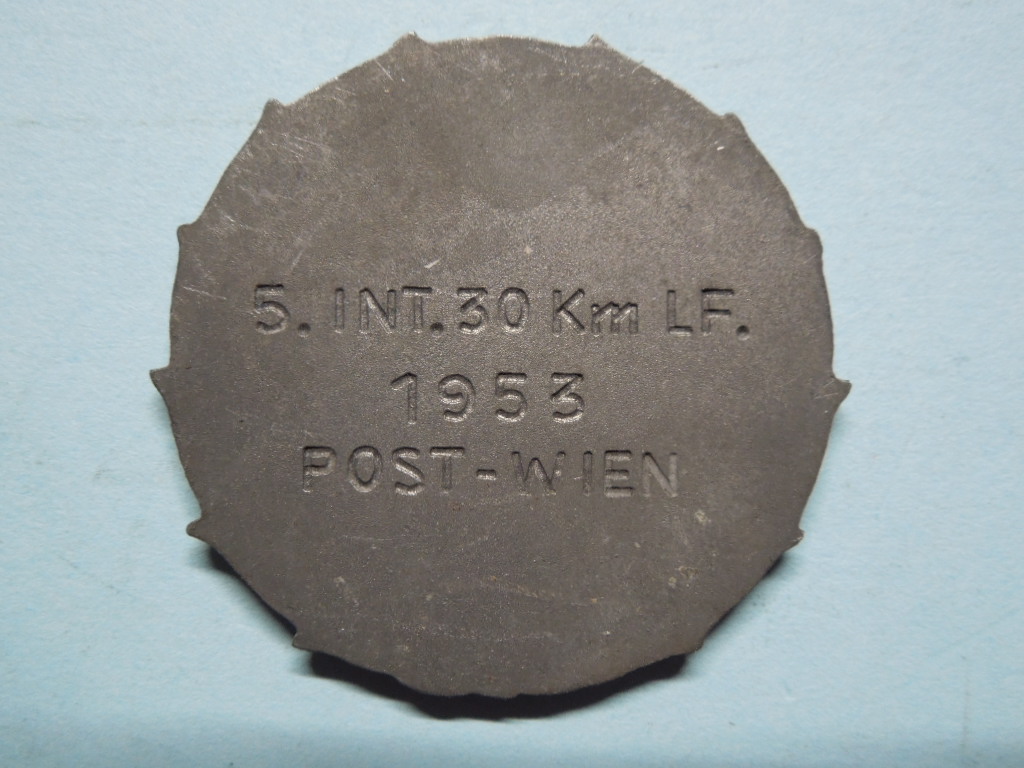 5. INT. 30 Km LF.
1953
POST-WIEN